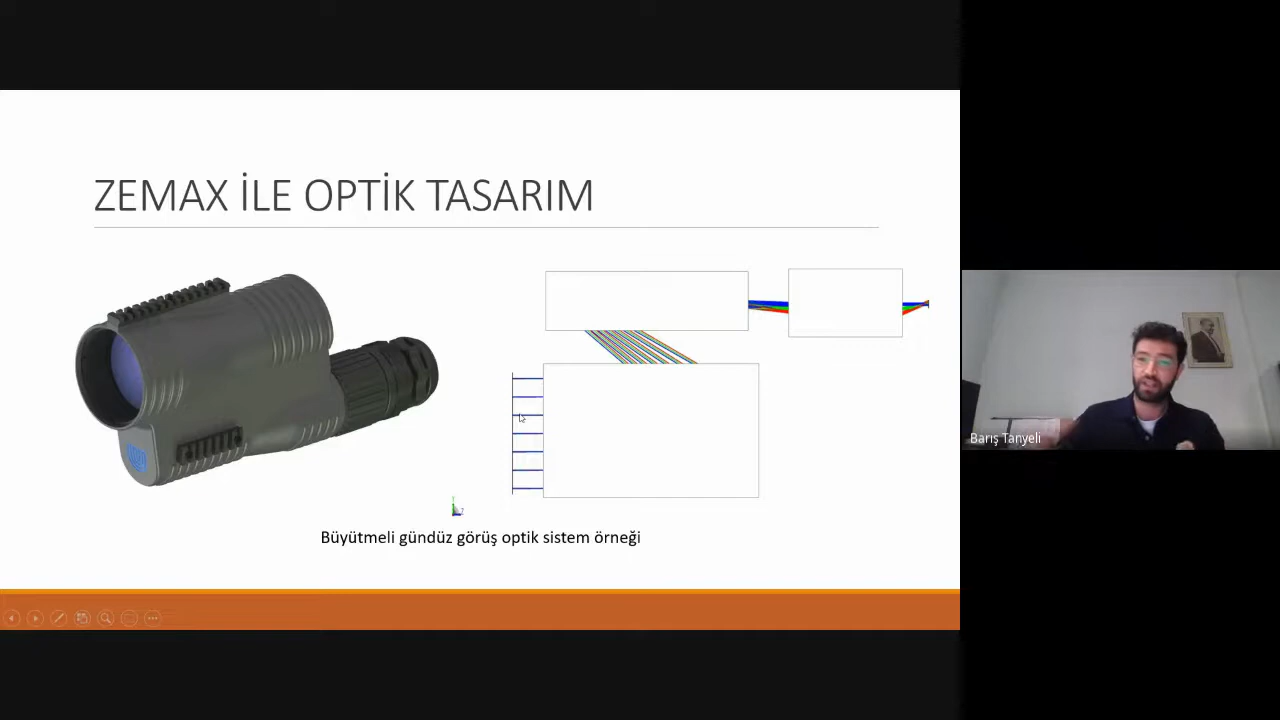 ZEMAX İLE OPTİK TASARIM
Büyütmeli gündüz görüş optik sistem örneği
Barış Tanyeli